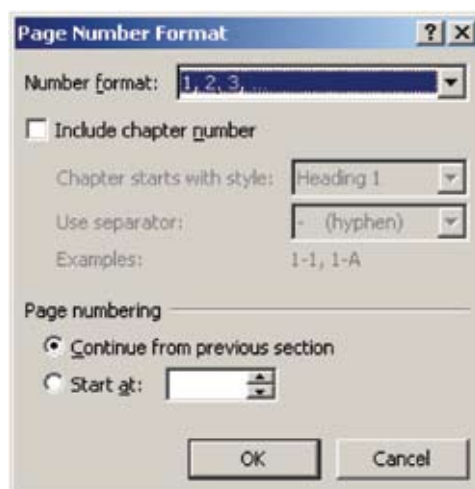 Page Number Format
Number format: 1, 2, 3, ...
Include chapter number
Chapter starts with style: Heading 1
Use separator: - (hyphen)
Examples: 1-1, 1-A
Page numbering
Continue from previous section
Start at:
OK Cancel